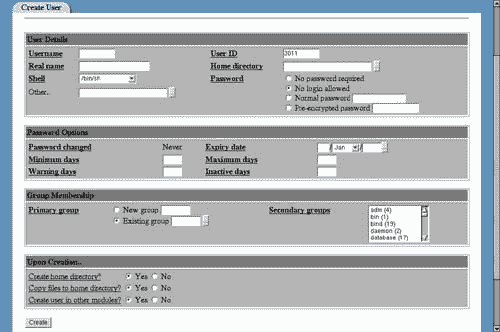 Create User
User Details
Username User ID 3011
Real name Home directory
Shell /bin/sh Password No password required
No login allowed
Other.. Normal password
Pre-encrypted password
Password Options
Password changed Never Expiry date / Jan /
Minimum days Maximum days
Warning days Inactive days
Group Membership
Primary group New group Secondary groups adm (4)
Existing group bin (1)
bind (19)
daemon (2)
database (17)
Upon Creation..
Create home directory? Yes No
Copy files to home directory? Yes No
Create user in other modules? Yes No
Create